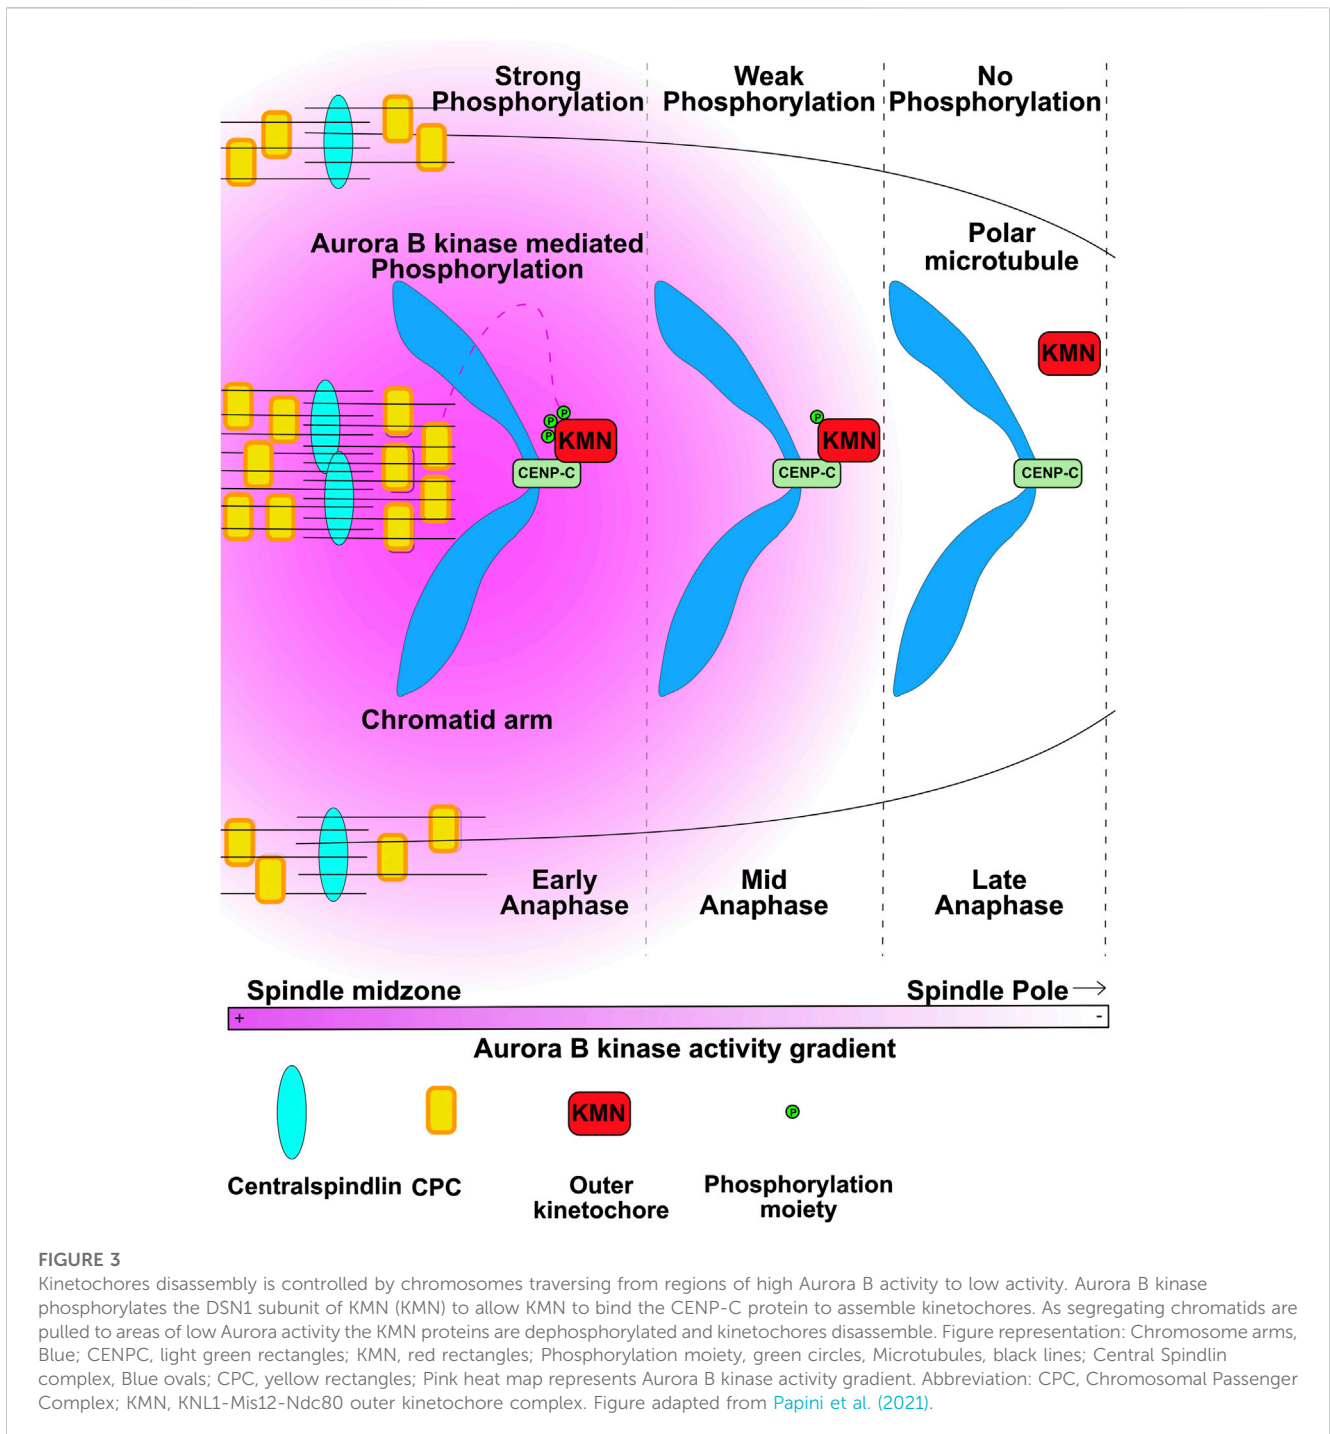 Strong
Phosphorylation
Weak
Phosphorylation
No
Phosphorylation
Aurora B kinase mediated
Phosphorylation
Polar
microtubule
KMN
P
P
P
KMN
CENP-C
P
KMN
CENP-C
CENP-C
Chromatid arm
Early
Anaphase
Mid
Anaphase
Late
Anaphase
Spindle midzone
Spindle Pole
+
-
Aurora B kinase activity gradient
KMN
P
Centralspindlin
CPC
Outer
kinetochore
Phosphorylation
moiety
FIGURE 3
Kinetochores disassembly is controlled by chromosomes traversing from regions of high Aurora B activity to low activity. Aurora B kinase
phosphorylates the DSN1 subunit of KMN (KMN) to allow KMN to bind the CENP-C protein to assemble kinetochores. As segregating chromatids are
pulled to areas of low Aurora activity the KMN proteins are dephosphorylated and kinetochores disassemble. Figure representation: Chromosome arms,
Blue; CENPC, light green rectangles; KMN, red rectangles; Phosphorylation moiety, green circles, Microtubules, black lines; Central Spindlin
complex, Blue ovals; CPC, yellow rectangles; Pink heat map represents Aurora B kinase activity gradient. Abbreviation: CPC, Chromosomal Passenger
Complex; KMN, KNL1-Mis12-Ndc80 outer kinetochore complex. Figure adapted from Papini et al. (2021).